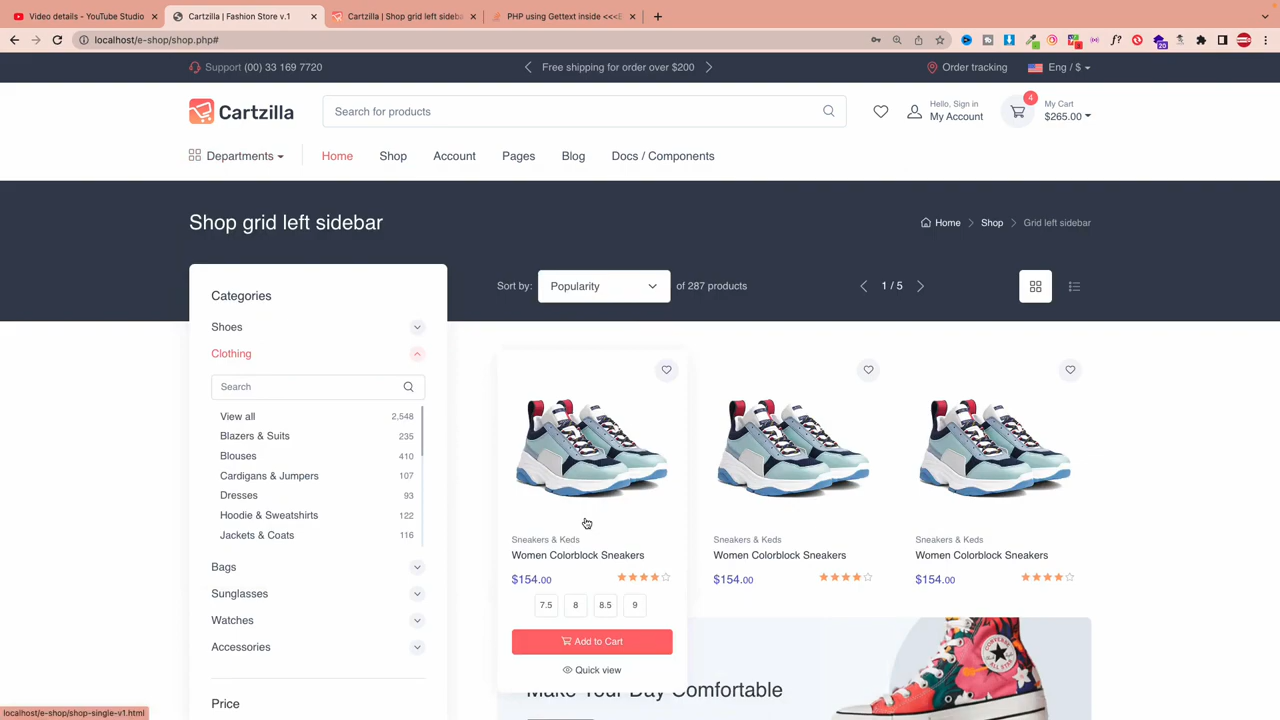 Video details - YouTube Studio
Cartzilla | Fashion Store v.1
Cartzilla | Shop grid left sideba
PHP using Gettext inside <<<E
localhost/e-shop/shop.php#
Support (00) 33 169 7720
Free shipping for order over $200
Order tracking
Eng / $
Cartzilla
Search for products
Hello, Sign in
My Account
4
My Cart
$265.00
Departments
Home
Shop
Account
Pages
Blog
Docs / Components
Shop grid left sidebar
Home
Shop
Grid left sidebar
Categories
Sort by:
Popularity
of 287 products
1 / 5
Shoes
Clothing
Search
View all 2,548
Blazers & Suits 235
Blouses 410
Cardigans & Jumpers 107
Dresses 93
Hoodie & Sweatshirts 122
Jackets & Coats 116
Bags
Sunglasses
Watches
Accessories
Price
Sneakers & Keds
Women Colorblock Sneakers
$154.00
7.5 8 8.5 9
Add to Cart
Quick view
Sneakers & Keds
Women Colorblock Sneakers
$154.00
Sneakers & Keds
Women Colorblock Sneakers
$154.00
Make Your Day Comfortable
CONVERSE
ALL STAR
localhost/e-shop/shop-single-v1.html